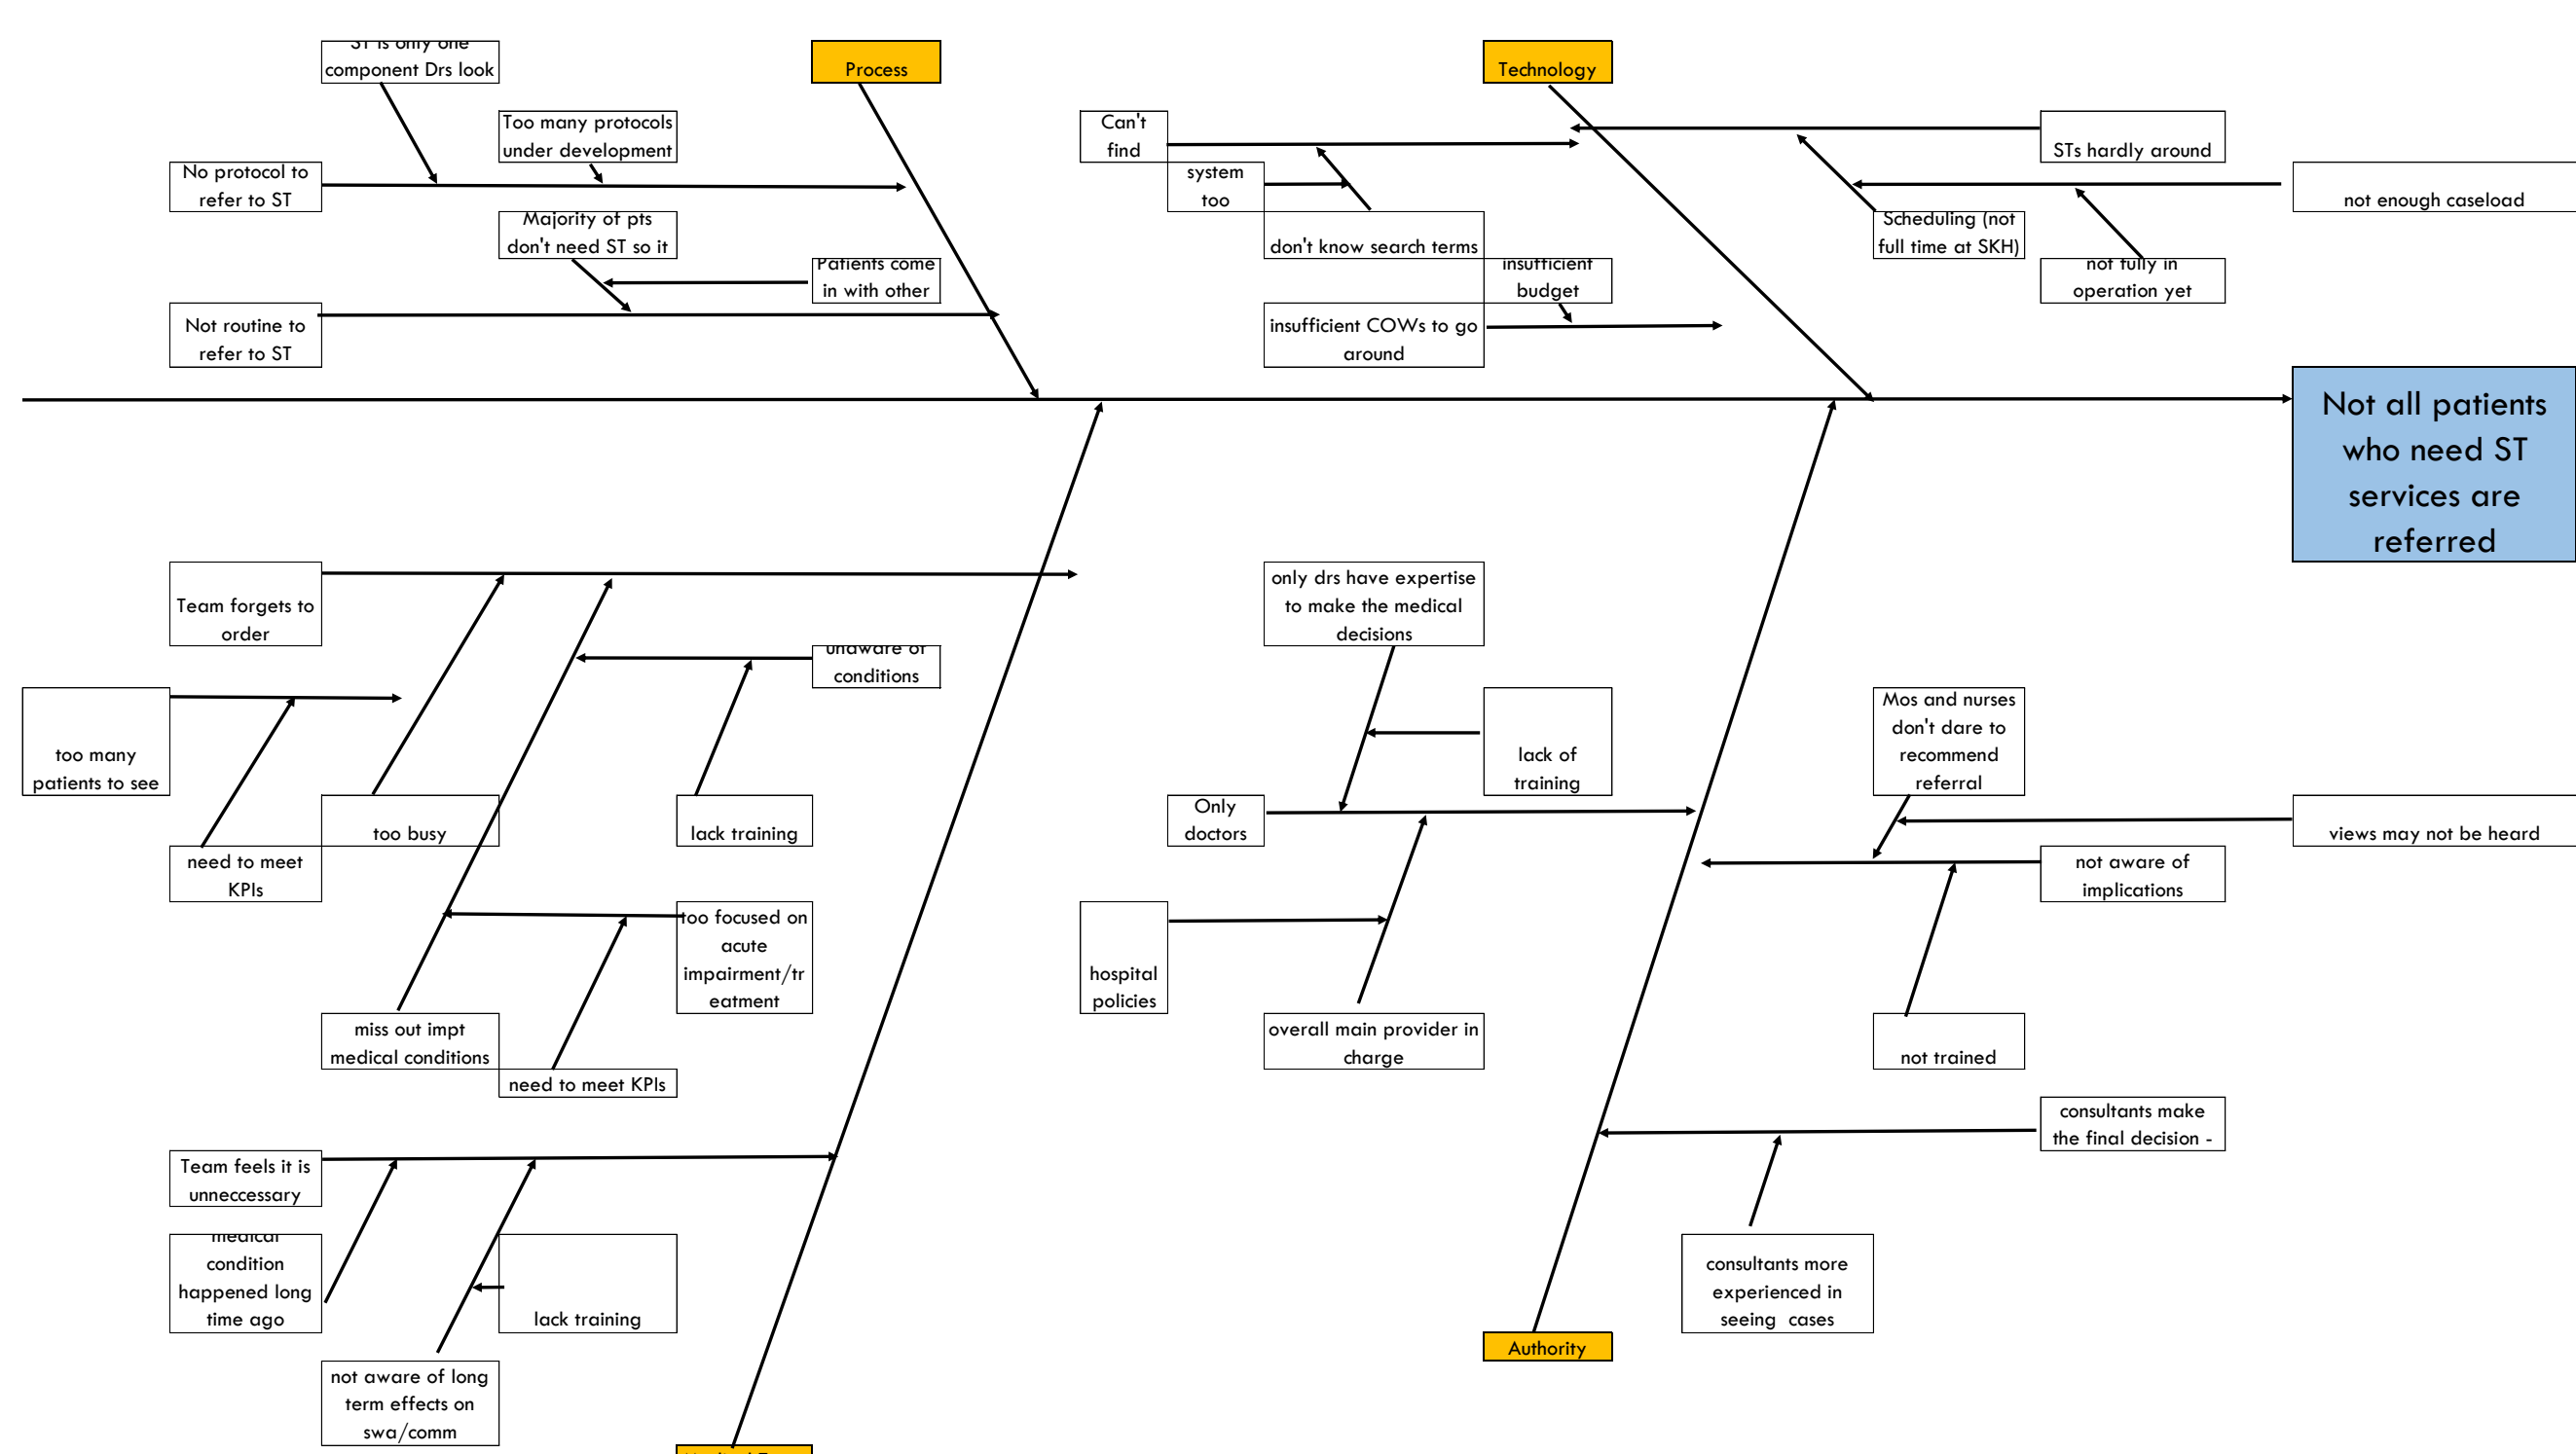 ST is only one
component Drs look
Process
Technology
Too many protocols
under development
Can't
find
STs hardly around
No protocol to
refer to ST
system
too
not enough caseload
Majority of pts
don't need ST so it
don't know search terms
Scheduling (not
full time at SKH)
Patients come
in with other
insufficient
budget
not fully in
operation yet
Not routine to
refer to ST
insufficient COWs to go
around
Not all patients
who need ST
services are
referred
Team forgets to
order
only drs have expertise
to make the medical
decisions
unaware of
conditions
too many
patients to see
lack of
training
Mos and nurses
don't dare to
recommend
referral
too busy
lack training
Only
doctors
views may not be heard
need to meet
KPIs
not aware of
implications
too focused on
acute
impairment/tr
eatment
hospital
policies
miss out impt
medical conditions
overall main provider in
charge
not trained
need to meet KPIs
consultants make
the final decision -
Team feels it is
unneccessary
medical
condition
happened long
time ago
lack training
consultants more
experienced in
seeing cases
Authority
not aware of long
term effects on
swa/comm